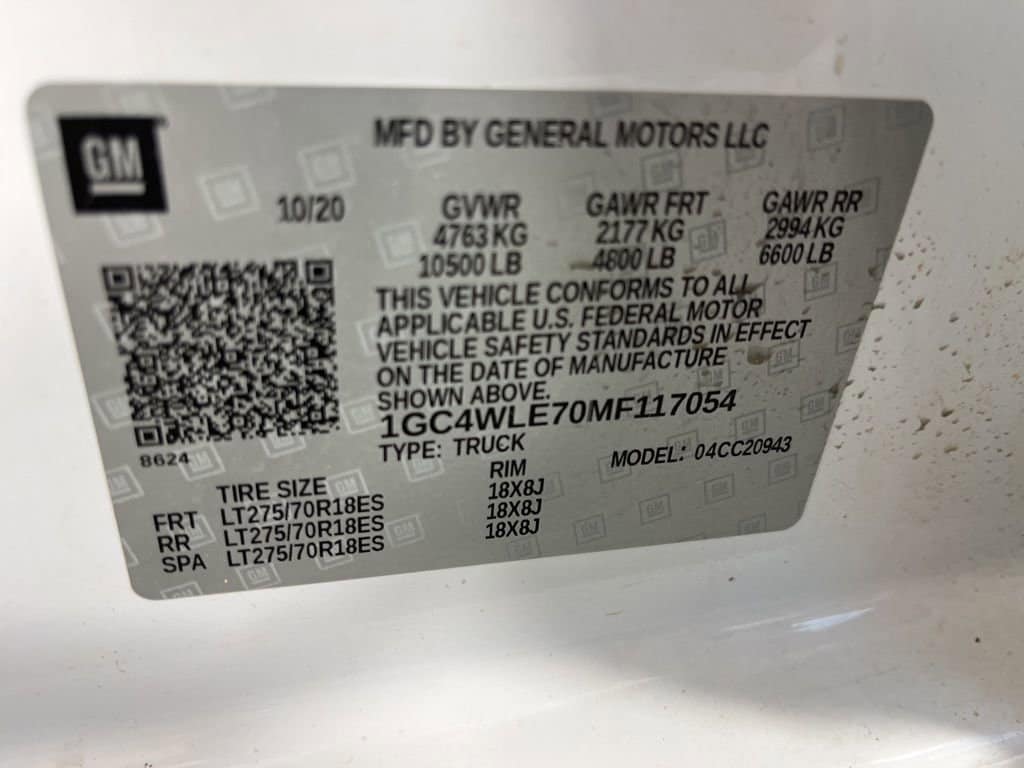 GM
MFD BY GENERAL MOTORS LLC
10/20 GVWR GAWR FRT GAWR RR
4763 KG 2177 KG 2994 KG
10500 LB 4800 LB 6600 LB
THIS VEHICLE CONFORMS TO ALL
APPLICABLE U.S. FEDERAL MOTOR
VEHICLE SAFETY STANDARDS IN EFFECT
ON THE DATE OF MANUFACTURE
SHOWN ABOVE.
1GC4WLE70MF117054
8624 TYPE: TRUCK MODEL: 04CC20943
TIRE SIZE RIM
FRT LT275/70R18ES 18X8J
RR LT275/70R18ES 18X8J
SPA LT275/70R18ES 18X8J